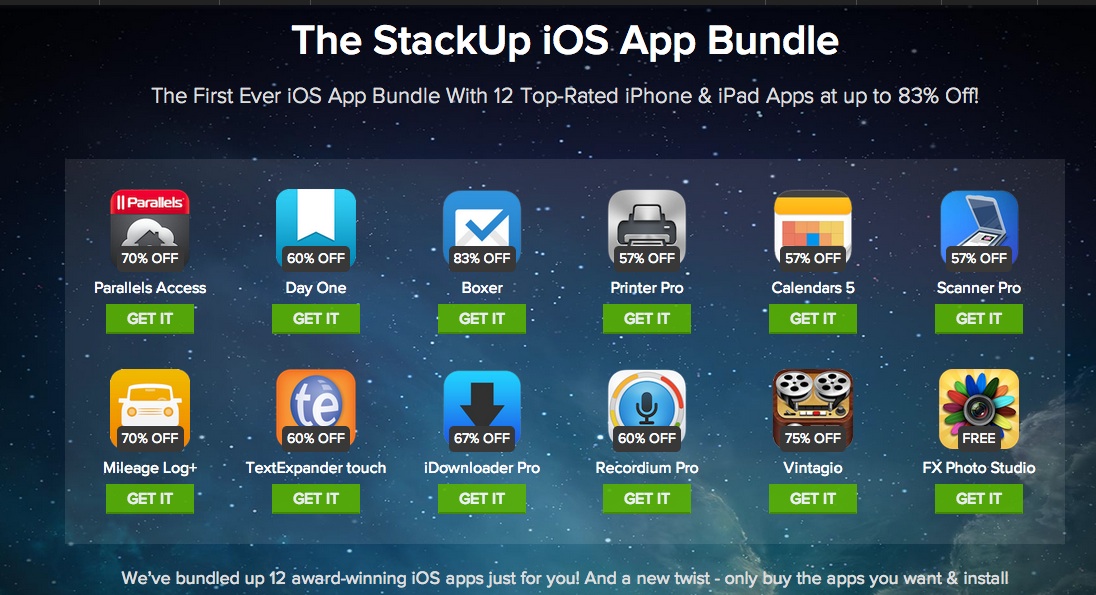 The StackUp iOS App Bundle
The First Ever iOS App Bundle With 12 Top-Rated iPhone & iPad Apps at up to 83% Off!
Parallels
70% OFF 60% OFF 83% OFF 57% OFF 57% OFF 57% OFF
Parallels Access Day One Boxer Printer Pro Calendars 5 Scanner Pro
GET IT GET IT GET IT GET IT GET IT GET IT
te
70% OFF 60% OFF 67% OFF 60% OFF 75% OFF FREE
Mileage Log+ TextExpander touch iDownloader Pro Recordium Pro Vintagio FX Photo Studio
GET IT GET IT GET IT GET IT GET IT GET IT
We've bundled up 12 award-winning iOS apps just for you! And a new twist - only buy the apps you want & install